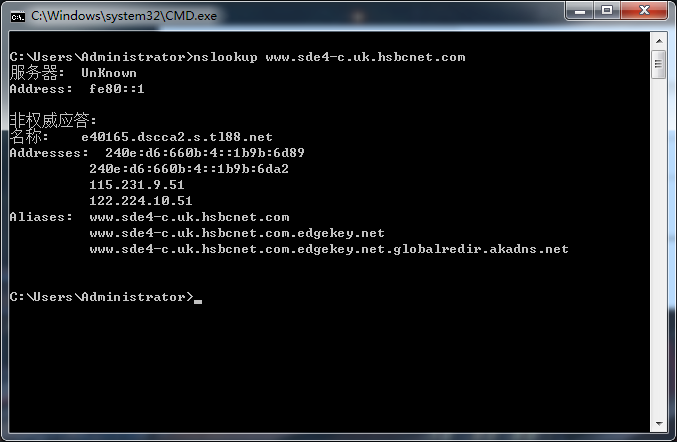 C:\Windows\system32\CMD.exe
C:\Users\Administrator>nslookup www.sde4-c.uk.hsbcnet.com
服务器:  UnKnown
Address:  fe80::1
非权威应答:
名称:    e40165.dscca2.s.tl88.net
Addresses:  240e:d6:660b:4::1b9b:6d89
240e:d6:660b:4::1b9b:6da2
115.231.9.51
122.224.10.51
Aliases:  www.sde4-c.uk.hsbcnet.com
www.sde4-c.uk.hsbcnet.com.edgekey.net
www.sde4-c.uk.hsbcnet.com.edgekey.net.globalredir.akadns.net
C:\Users\Administrator>